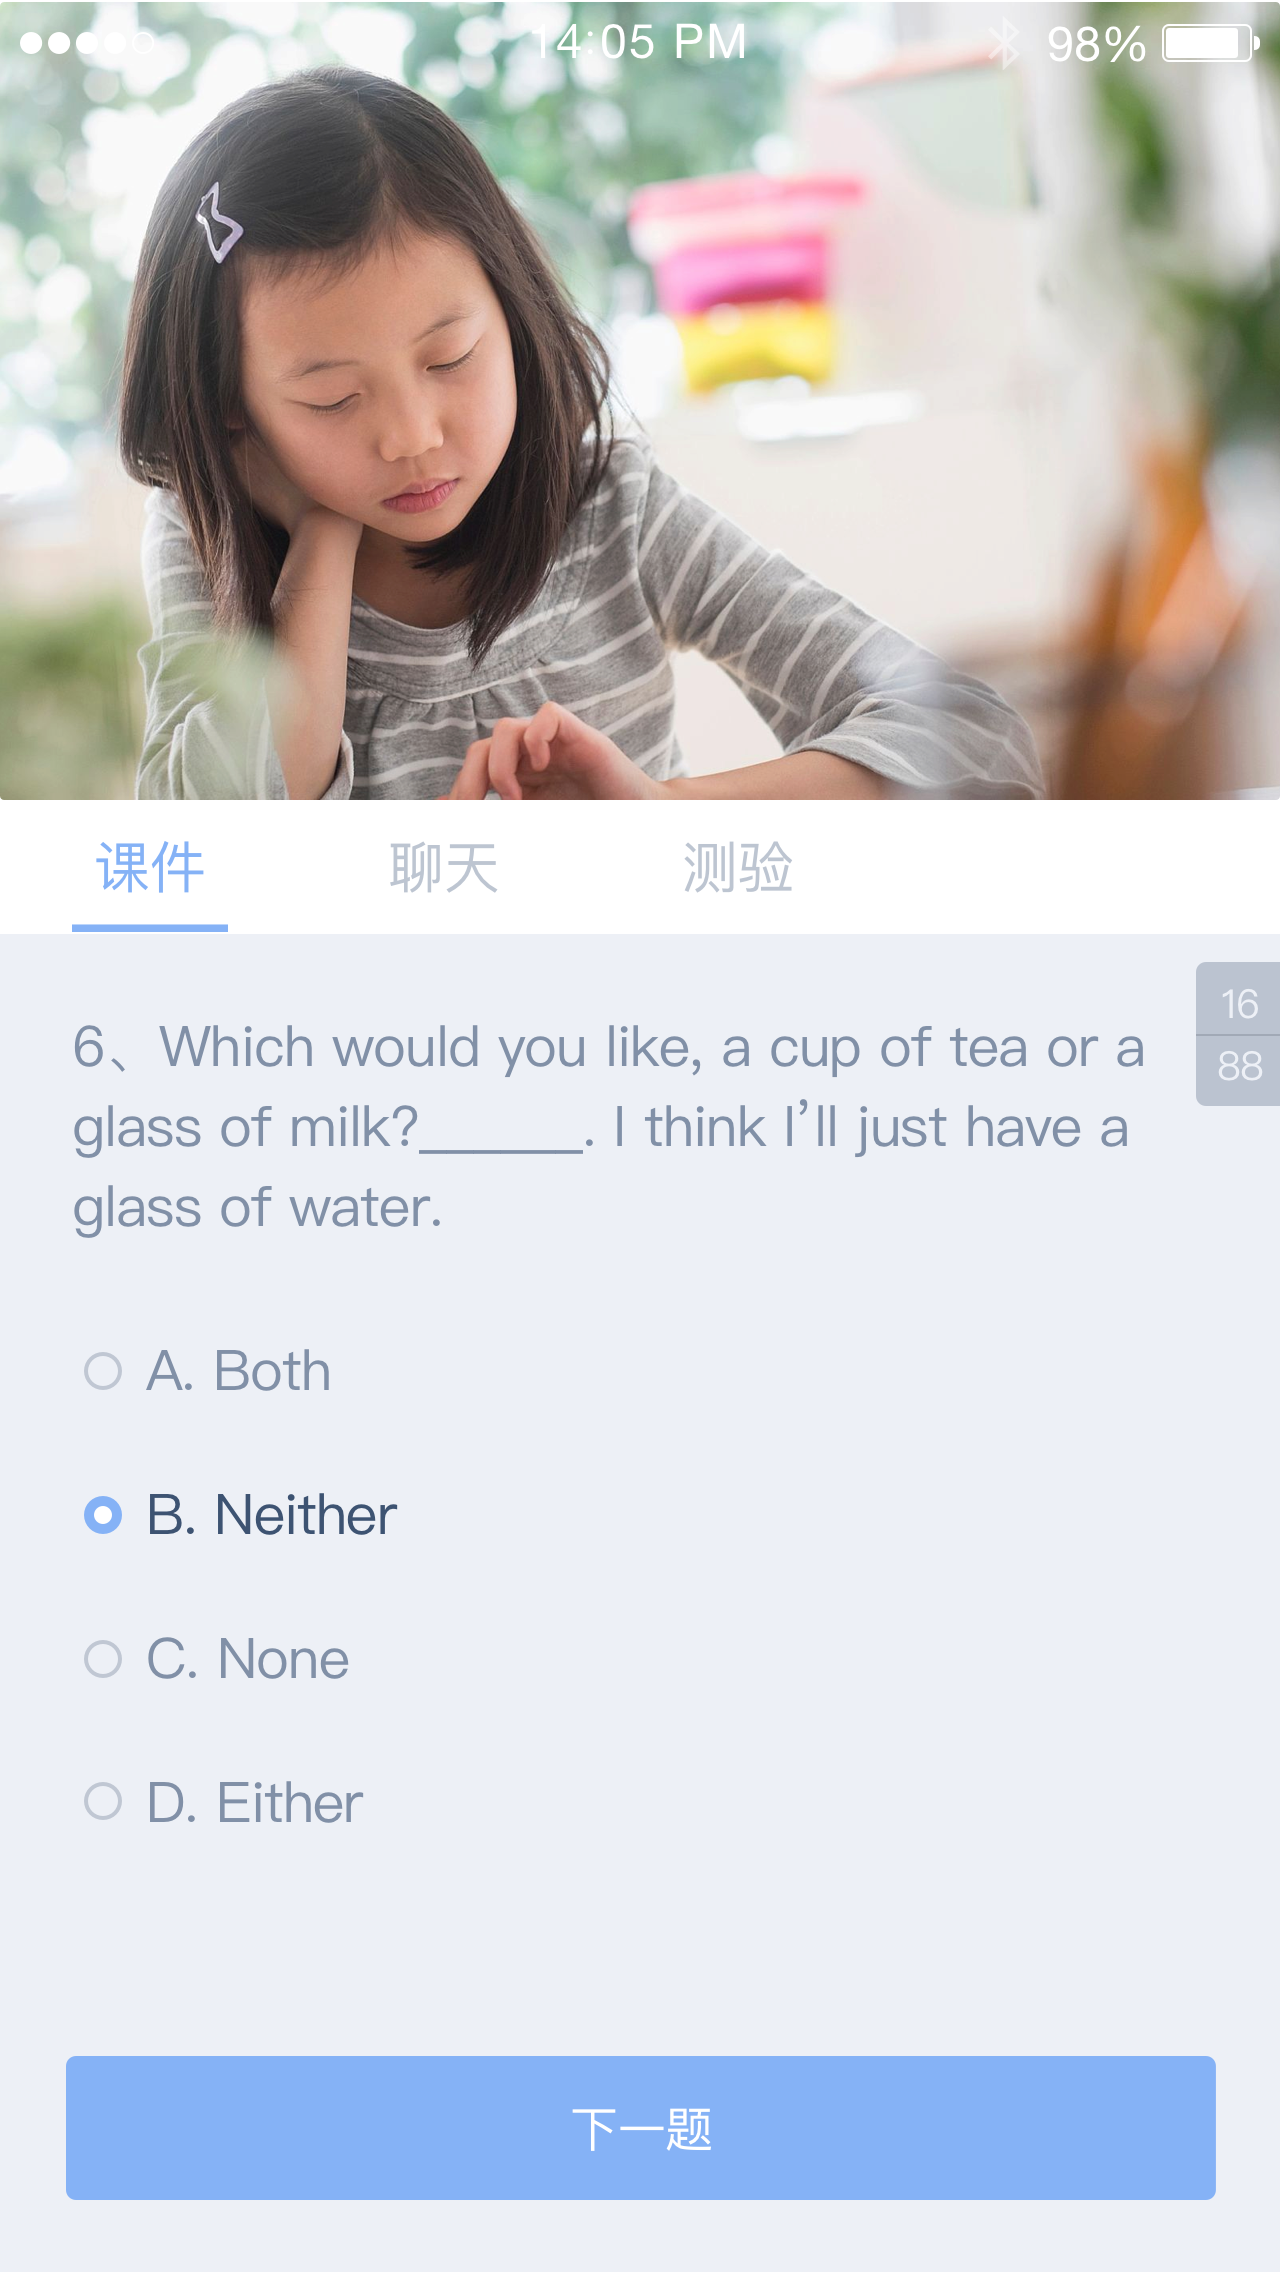 14:05 PM 98%
课件 聊天 测验
16
88
6、Which would you like, a cup of tea or a
glass of milk?______. I think I’ll just have a
glass of water.
A. Both
B. Neither
C. None
D. Either
下一题